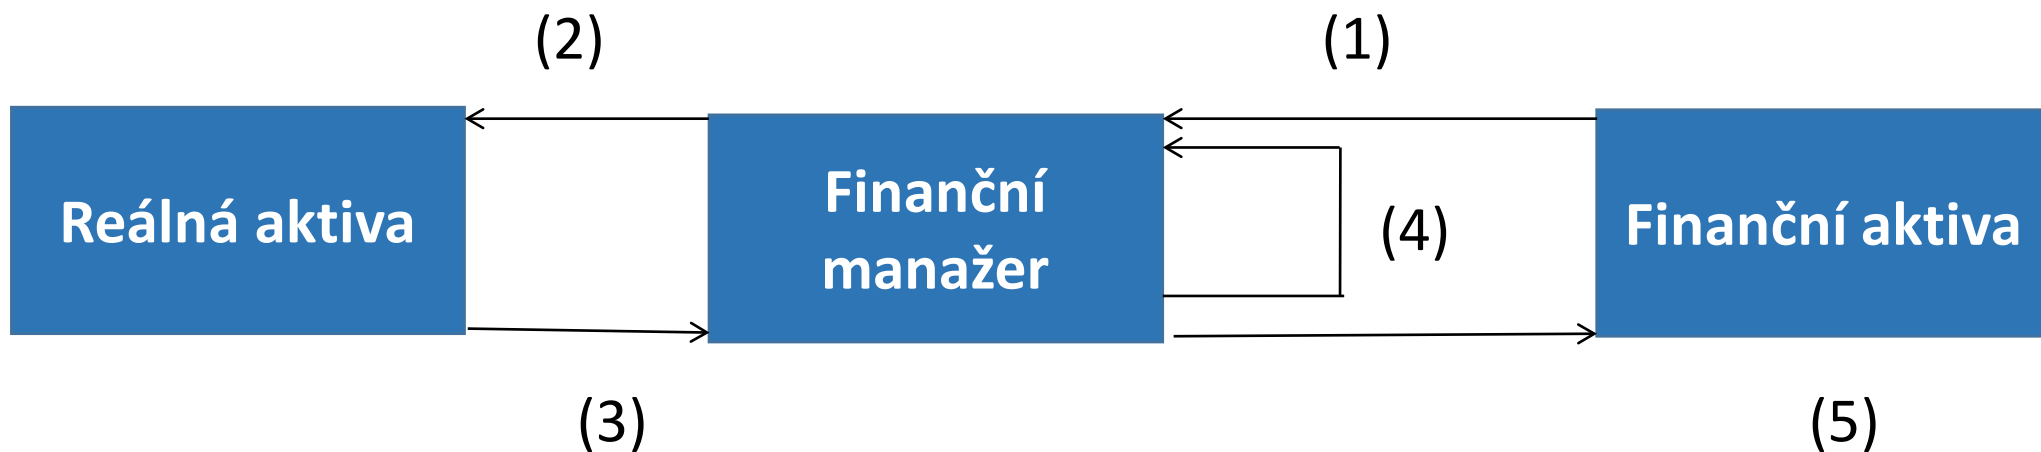 (2)
(1)
Reálná aktiva
Finanční
manažer
(4)
Finanční aktiva
(3)
(5)